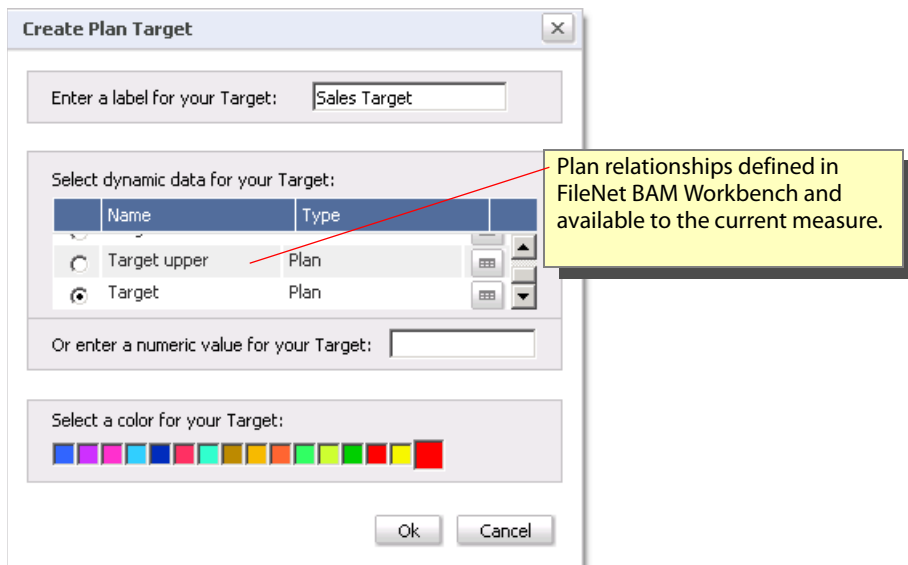 Create Plan Target
Enter a label for your Target: Sales Target
Select dynamic data for your Target:
Name Type
Target upper Plan
Target Plan
Or enter a numeric value for your Target:
Select a color for your Target:
Ok Cancel
Plan relationships defined in
FileNet BAM Workbench and
available to the current measure.